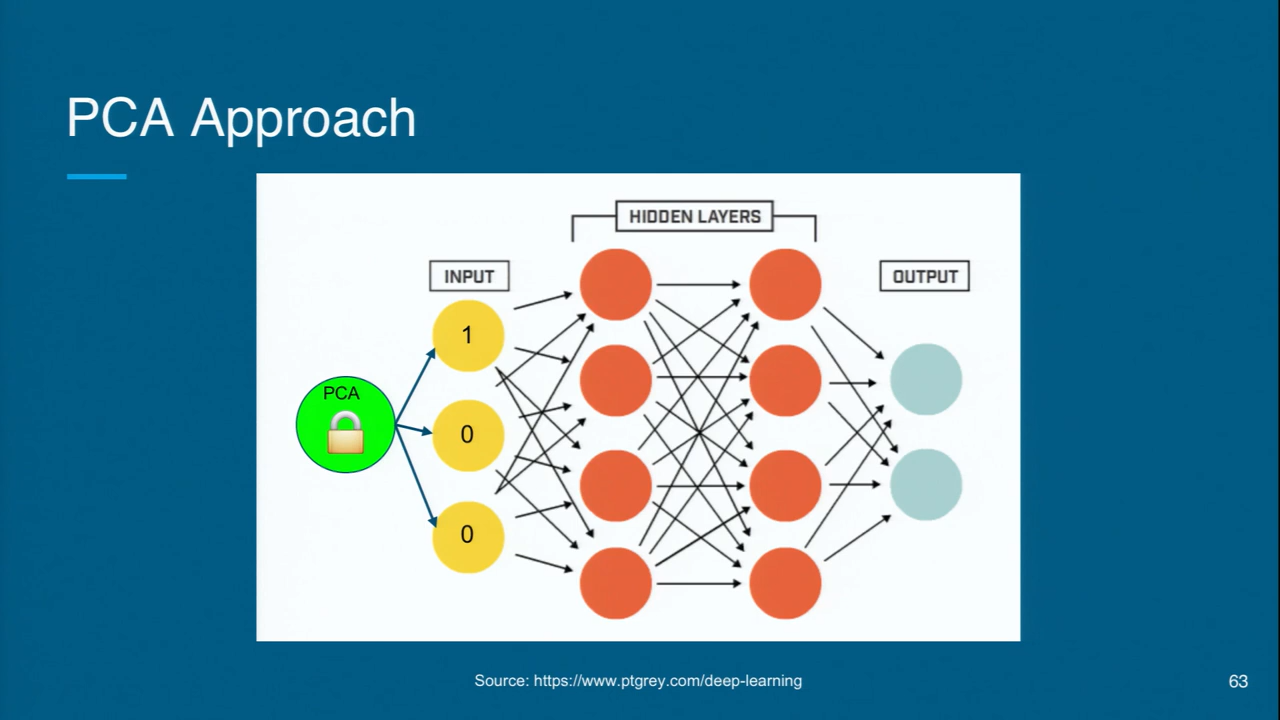 PCA Approach
HIDDEN LAYERS
INPUT
OUTPUT
1
PCA
0
0
Source: https://www.ptgrey.com/deep-learning
63